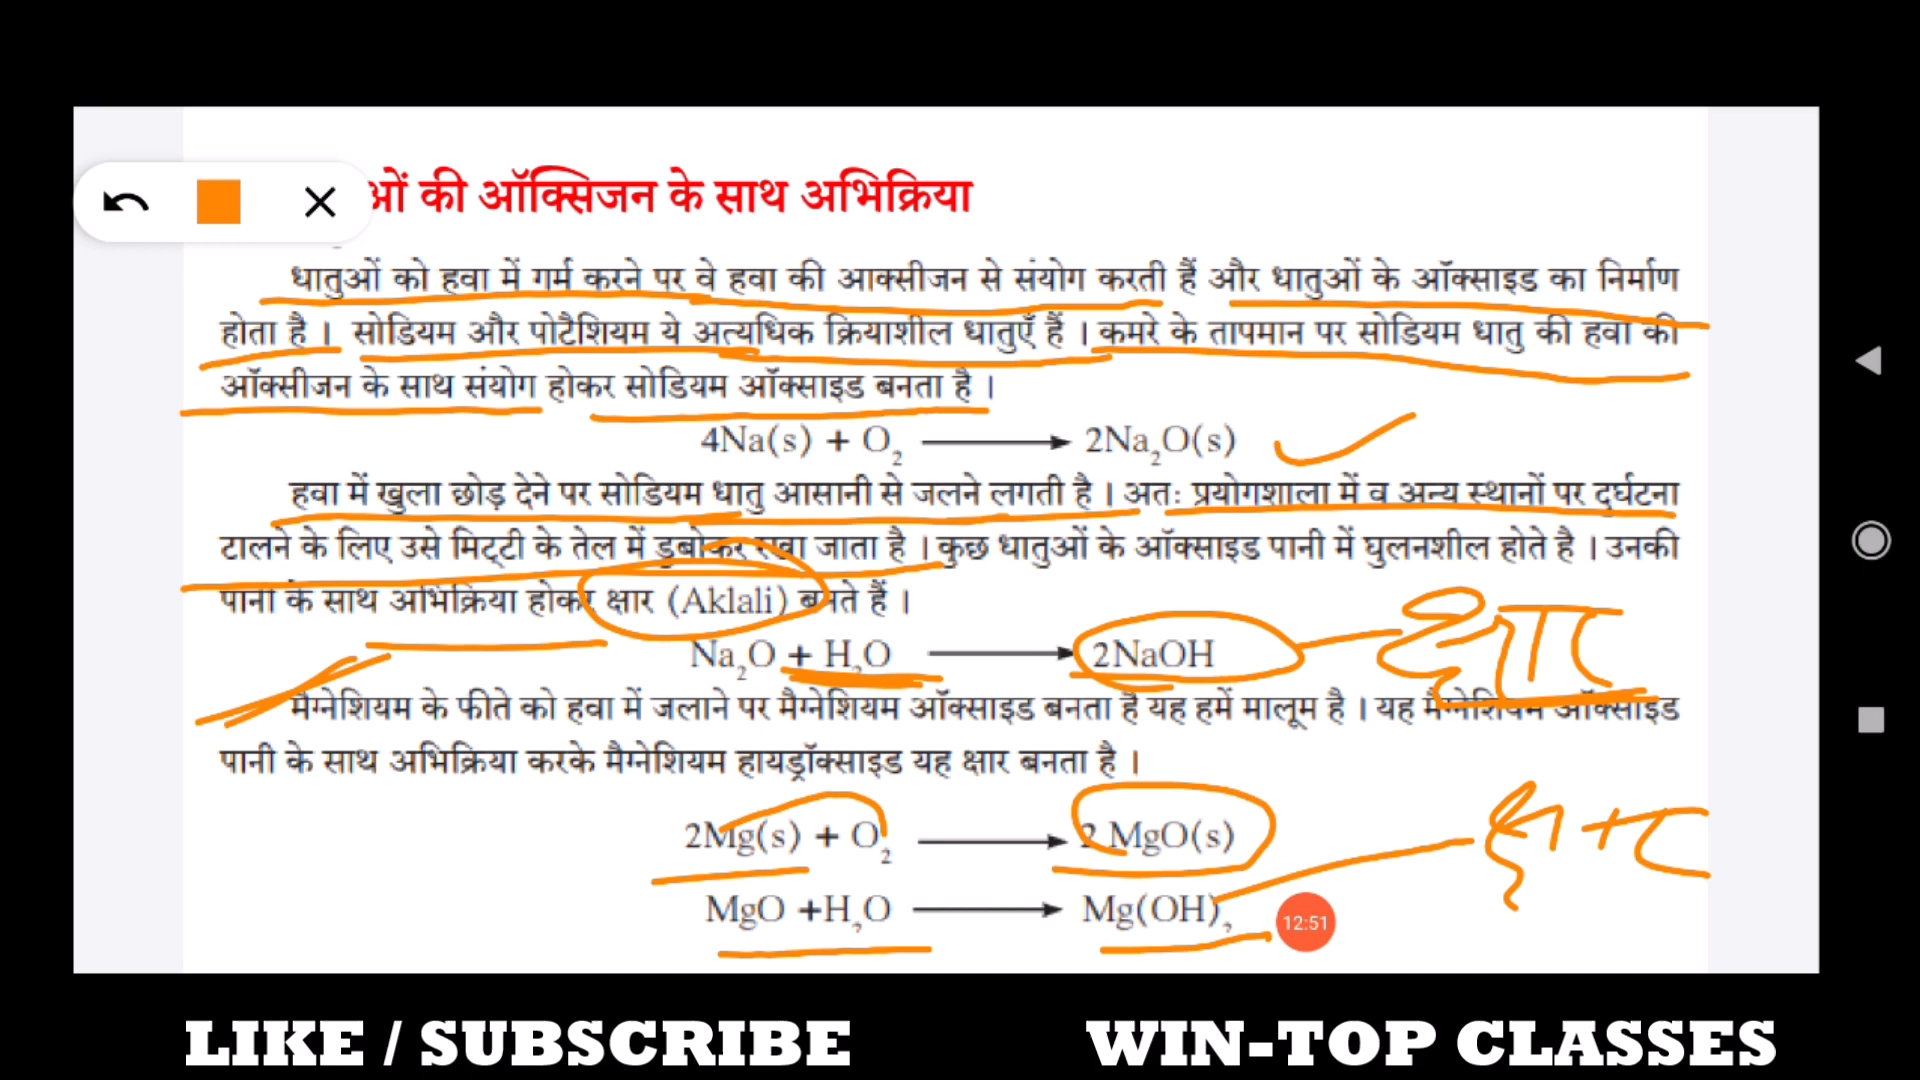 ओं की ऑक्सिजन के साथ अभिक्रिया
धातुओं को हवा में गर्म करने पर वे हवा की आक्सीजन से संयोग करती हैं और धातुओं के ऑक्साइड का निर्माण
होता है । सोडियम और पोटैशियम ये अत्यधिक क्रियाशील धातुएँ हैं । कमरे के तापमान पर सोडियम धातु की हवा की
ऑक्सीजन के साथ संयोग होकर सोडियम ऑक्साइड बनता है ।
4Na(s) + O₂ ⟶ 2Na₂O(s)
हवा में खुला छोड़ देने पर सोडियम धातु आसानी से जलने लगती है । अतः प्रयोगशाला में व अन्य स्थानों पर दुर्घटना
टालने के लिए उसे मिट्टी के तेल में डुबोकर रखा जाता है । कुछ धातुओं के ऑक्साइड पानी में घुलनशील होते है । उनकी
पानी के साथ अभिक्रिया होकर क्षार (Aklali) बनते हैं ।
Na₂O + H₂O ⟶ 2NaOH
मैग्नेशियम के फीते को हवा में जलाने पर मैग्नेशियम ऑक्साइड बनता है यह हमें मालूम है । यह मैग्नेशियम ऑक्साइड
पानी के साथ अभिक्रिया करके मैग्नेशियम हायड्रॉक्साइड यह क्षार बनता है ।
2Mg(s) + O₂ ⟶ 2 MgO(s)
MgO +H₂O ⟶ Mg(OH)₂
12:51
LIKE / SUBSCRIBE WIN-TOP CLASSES